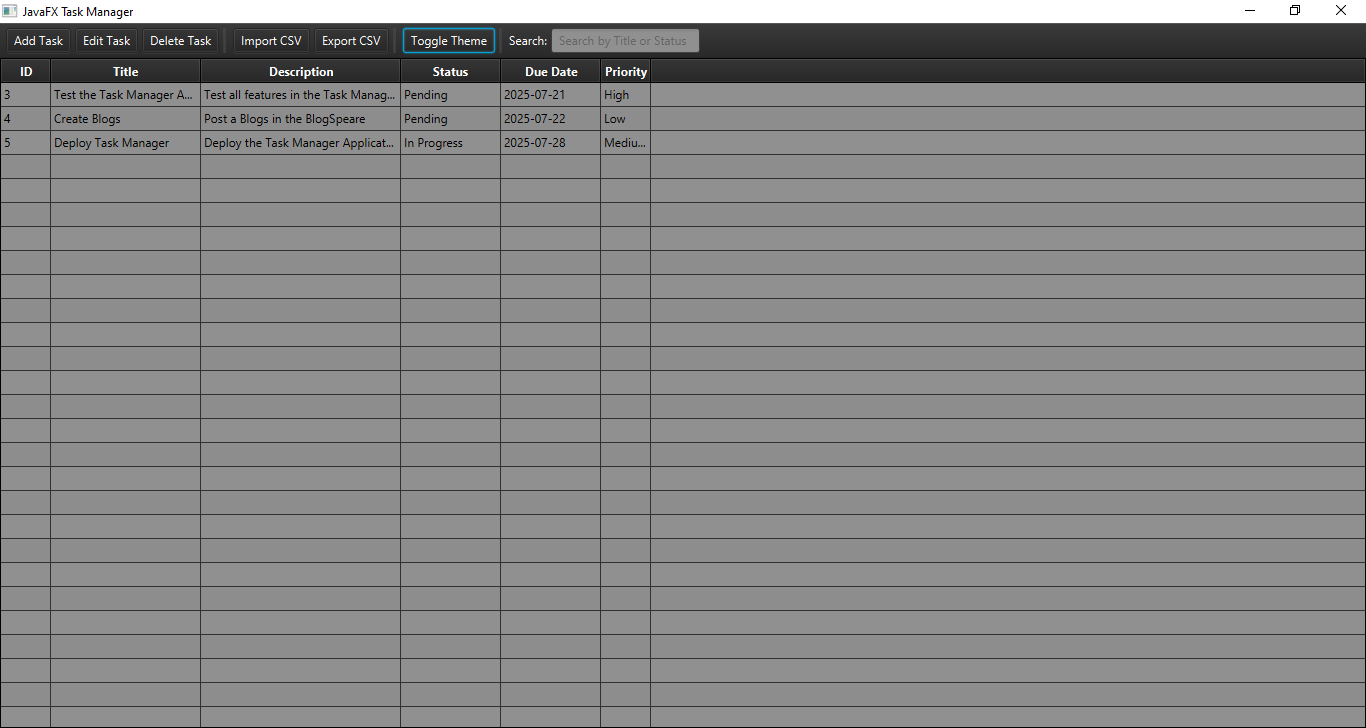 JavaFX Task Manager
Add Task Edit Task Delete Task Import CSV Export CSV Toggle Theme Search: Search by Title or Status
ID Title Description Status Due Date Priority
3 Test the Task Manager A... Test all features in the Task Manag... Pending 2025-07-21 High
4 Create Blogs Post a Blogs in the BlogSpeare Pending 2025-07-22 Low
5 Deploy Task Manager Deploy the Task Manager Applicat... In Progress 2025-07-28 Mediu...